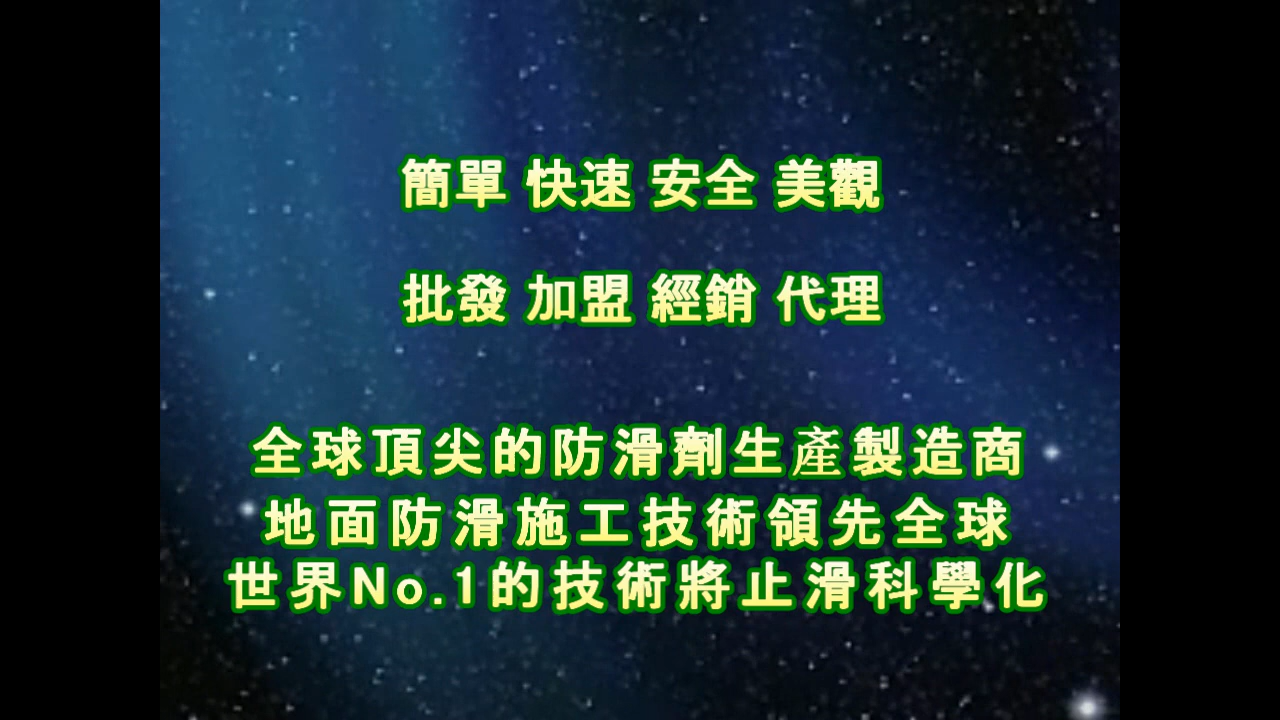 簡單 快速 安全 美觀
批發 加盟 經銷 代理
全球頂尖的防滑劑生產製造商
地面防滑施工技術領先全球
世界No.1的技術將止滑科學化